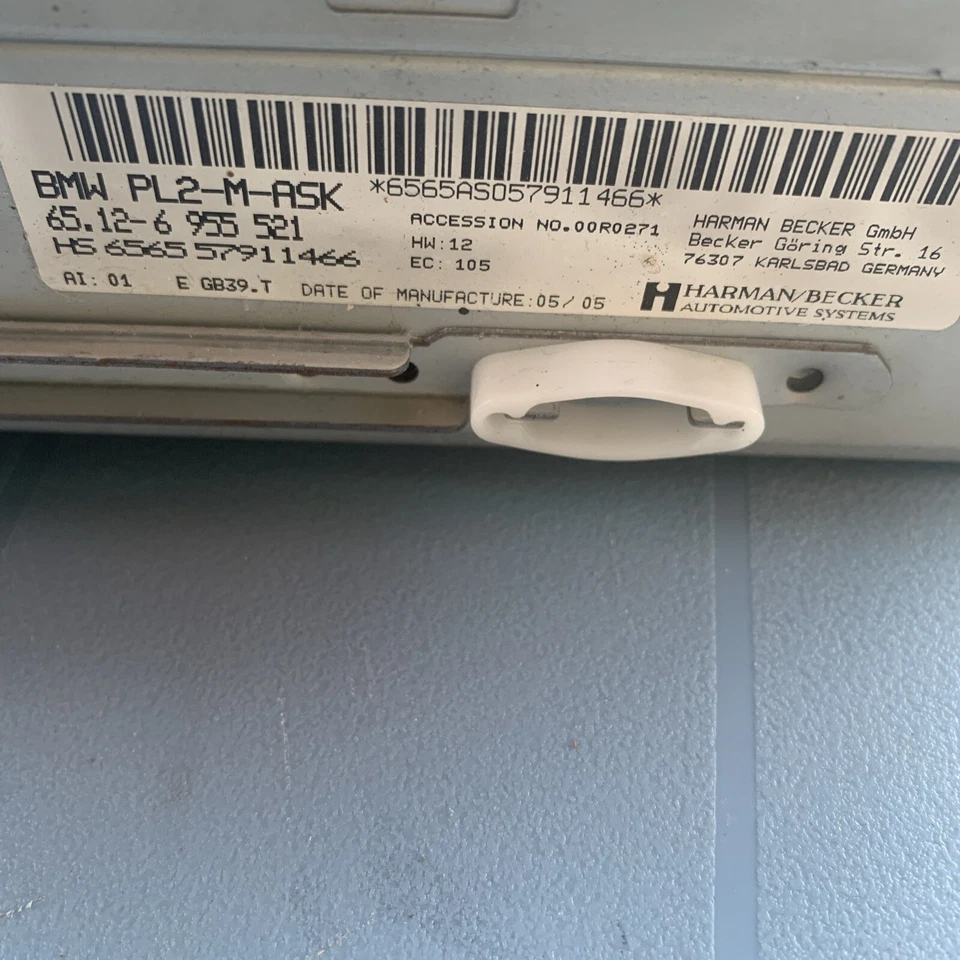 BMW PL2-M-ASK
*6565AS057911466*
65.12-6 955 521
HS 6565 57911466
ACCESSION NO.00R0271
HW:12
EC: 105
AI: 01 E GB39.T DATE OF MANUFACTURE:05/05
HARMAN BECKER GmbH
Becker Göring Str. 16
76307 KARLSBAD GERMANY
HARMAN/BECKER
AUTOMOTIVE SYSTEMS